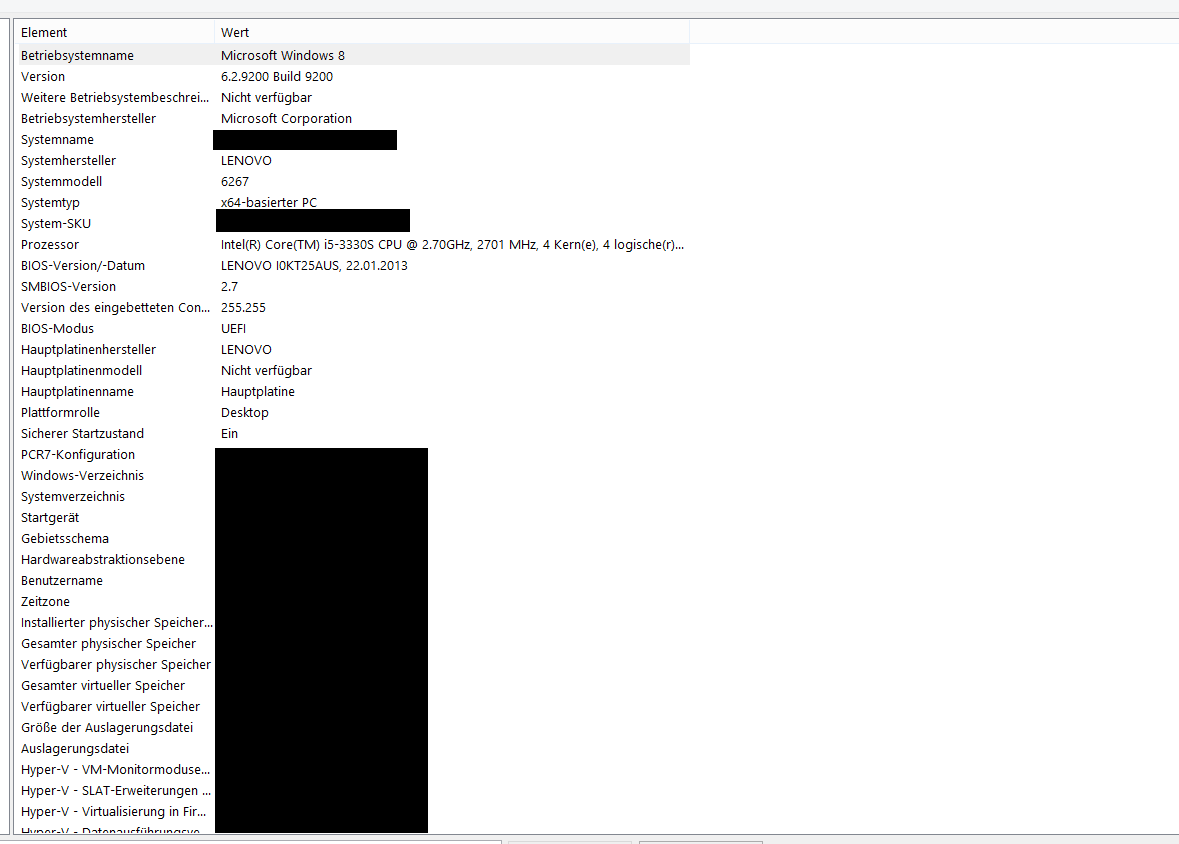 Element Wert
Betriebsystemname Microsoft Windows 8
Version 6.2.9200 Build 9200
Weitere Betriebsystembeschrei... Nicht verfügbar
Betriebsystemhersteller Microsoft Corporation
Systemname
Systemhersteller LENOVO
Systemmodell 6267
Systemtyp x64-basierter PC
System-SKU
Prozessor Intel(R) Core(TM) i5-3330S CPU @ 2.70GHz, 2701 MHz, 4 Kern(e), 4 logische(r)...
BIOS-Version/-Datum LENOVO I0KT25AUS, 22.01.2013
SMBIOS-Version 2.7
Version des eingebetteten Con... 255.255
BIOS-Modus UEFI
Hauptplatinenhersteller LENOVO
Hauptplatinenmodell Nicht verfügbar
Hauptplatinenname Hauptplatine
Plattformrolle Desktop
Sicherer Startzustand Ein
PCR7-Konfiguration
Windows-Verzeichnis
Systemverzeichnis
Startgerät
Gebietsschema
Hardwareabstraktionsebene
Benutzername
Zeitzone
Installierter physischer Speicher...
Gesamter physischer Speicher
Verfügbarer physischer Speicher
Gesamter virtueller Speicher
Verfügbarer virtueller Speicher
Größe der Auslagerungsdatei
Auslagerungsdatei
Hyper-V - VM-Monitormoduse...
Hyper-V - SLAT-Erweiterungen ...
Hyper-V - Virtualisierung in Fir...
Hyper-V - Datenausführungsve...